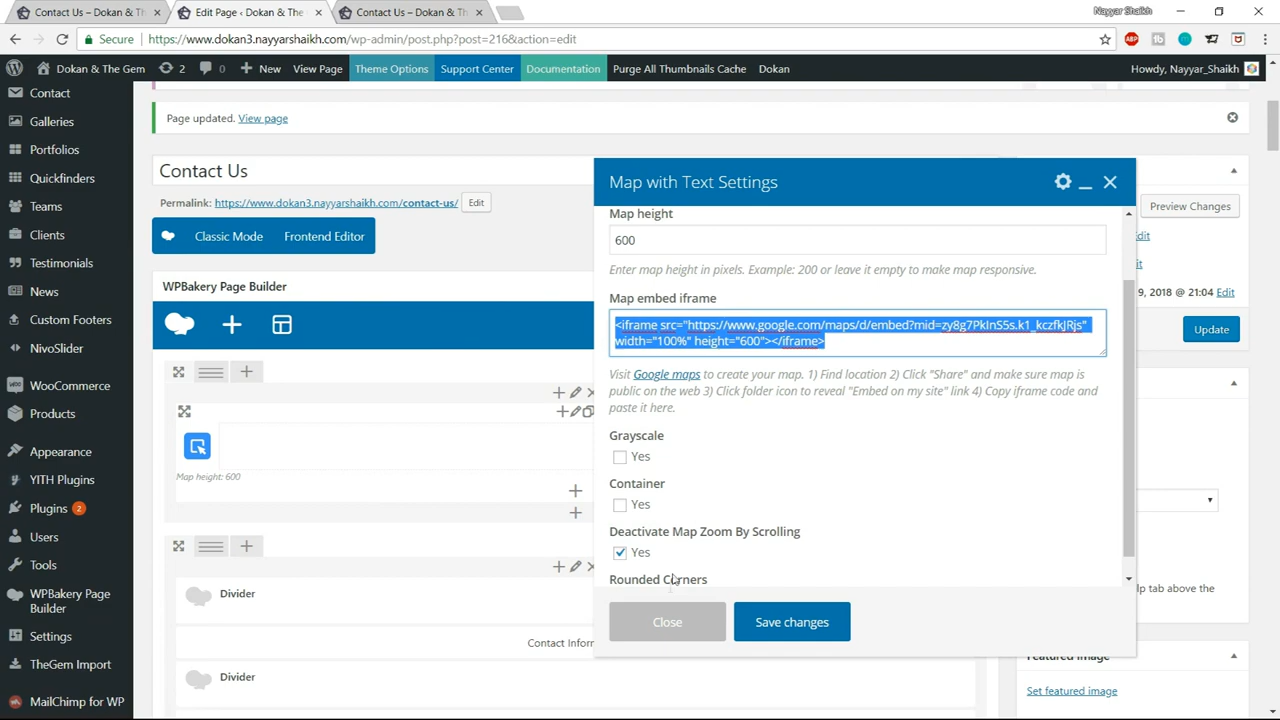 Contact Us – Dokan & Th
Edit Page ‹ Dokan & The
Contact Us – Dokan & Th
Nayyar Shaikh
Secure
https://www.dokan3.nayyarshaikh.com/wp-admin/post.php?post=216&action=edit
ABP
Dokan & The Gem
2
0
New
View Page
Theme Options
Support Center
Documentation
Purge All Thumbnails Cache
Dokan
Howdy, Nayyar_Shaikh
Contact
Galleries
Portfolios
Quickfinders
Teams
Clients
Testimonials
News
Custom Footers
NivoSlider
WooCommerce
Products
Appearance
YITH Plugins
Plugins 2
Users
Tools
WPBakery Page
Builder
Settings
TheGem Import
MailChimp for WP
Page updated. View page
Contact Us
Permalink: https://www.dokan3.nayyarshaikh.com/contact-us/ Edit
Classic Mode
Frontend Editor
WPBakery Page Builder
Map height: 600
Divider
Contact Inforr
Divider
Map with Text Settings
Map height
600
Enter map height in pixels. Example: 200 or leave it empty to make map responsive.
Map embed iframe
<iframe src="https://www.google.com/maps/d/embed?mid=zy8g7PkInS5s.k1_kczfkJRjs"
width="100%" height="600"></iframe>
Visit Google maps to create your map. 1) Find location 2) Click "Share" and make sure map is
public on the web 3) Click folder icon to reveal "Embed on my site" link 4) Copy iframe code and
paste it here.
Grayscale
Yes
Container
Yes
Deactivate Map Zoom By Scrolling
Yes
Rounded Corners
Close
Save changes
Preview Changes
dit
it
9, 2018 @ 21:04 Edit
Update
lp tab above the
Featured Image
Set featured image